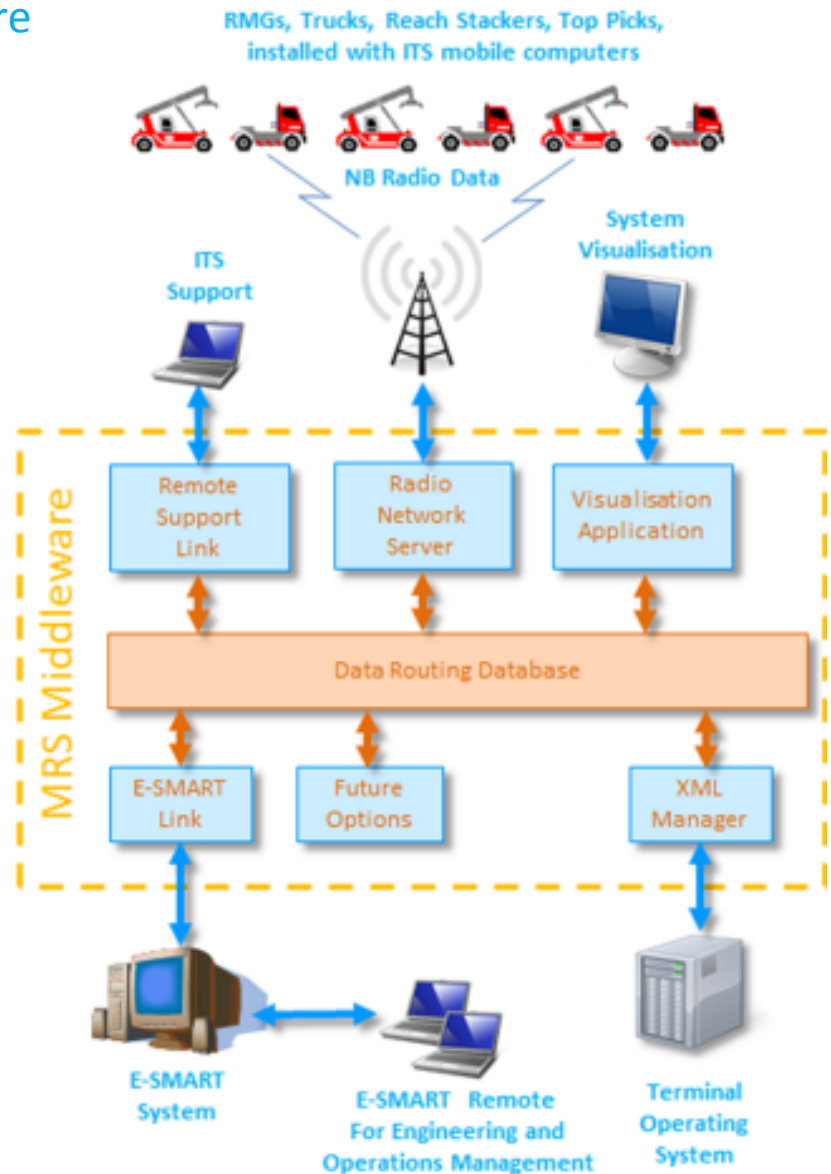 re
RMGs, Trucks, Reach Stackers, Top Picks,
installed with ITS mobile computers
NB Radio Data
System
Visualisation
ITS
Support
MRS Middleware
Remote
Support
Link
Radio
Network
Server
Visualisation
Application
Data Routing Database
E-SMART
Link
Future
Options
XML
Manager
E-SMART
System
E-SMART Remote
For Engineering and
Operations Management
Terminal
Operating
System